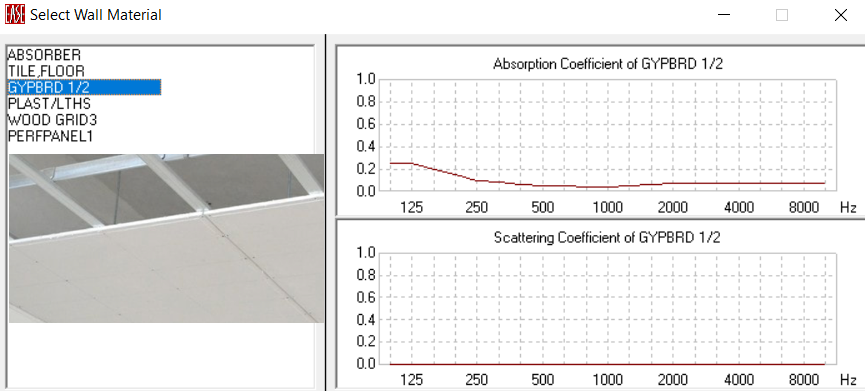 EASE Select Wall Material
ABSORBER
TILE,FLOOR
GYPBRD 1/2
PLAST/LTHS
WOOD GRID3
PERFPANEL1
Absorption Coefficient of GYPBRD 1/2
1.0
0.8
0.6
0.4
0.2
0.0
125 250 500 1000 2000 4000 8000 Hz
Scattering Coefficient of GYPBRD 1/2
1.0
0.8
0.6
0.4
0.2
0.0
125 250 500 1000 2000 4000 8000 Hz